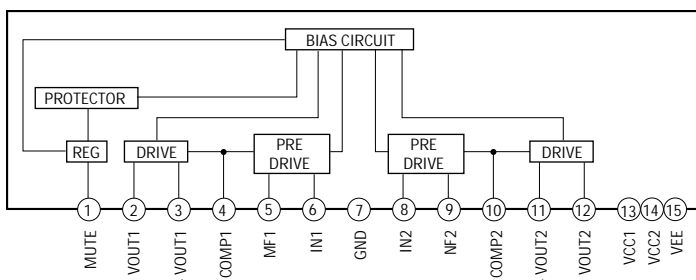 BIAS CIRCUIT
PROTECTOR
REG
DRIVE
PRE
DRIVE
PRE
DRIVE
DRIVE
1 2 3 4 5 6 7 8 9 10 11 12 13 14 15
MUTE
VOUT1
VOUT1
COMP1
MF1
IN1
GND
IN2
NF2
COMP2
VOUT2
VOUT2
VCC1
VCC2
VEE